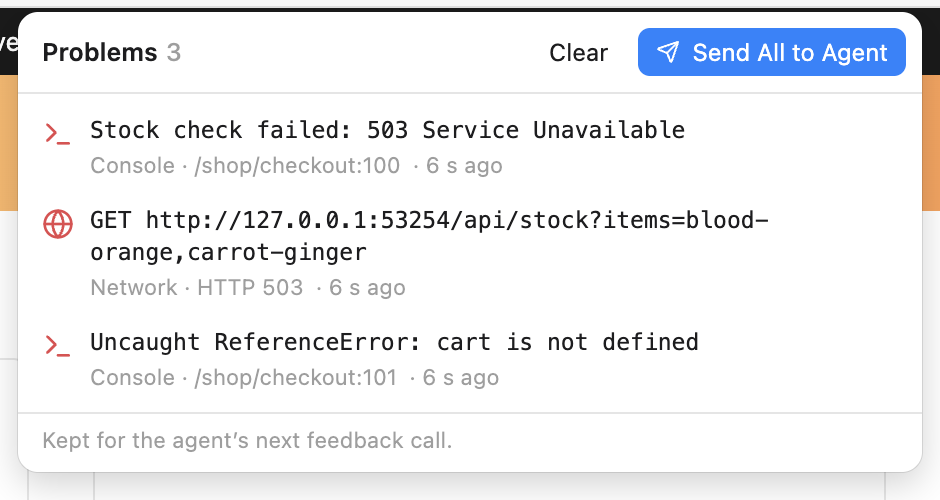 ve
Problems 3
Clear
Send All to Agent
Stock check failed: 503 Service Unavailable
Console · /shop/checkout:100 · 6 s ago
GET http://127.0.0.1:53254/api/stock?items=blood-
orange,carrot-ginger
Network · HTTP 503 · 6 s ago
Uncaught ReferenceError: cart is not defined
Console · /shop/checkout:101 · 6 s ago
Kept for the agent’s next feedback call.